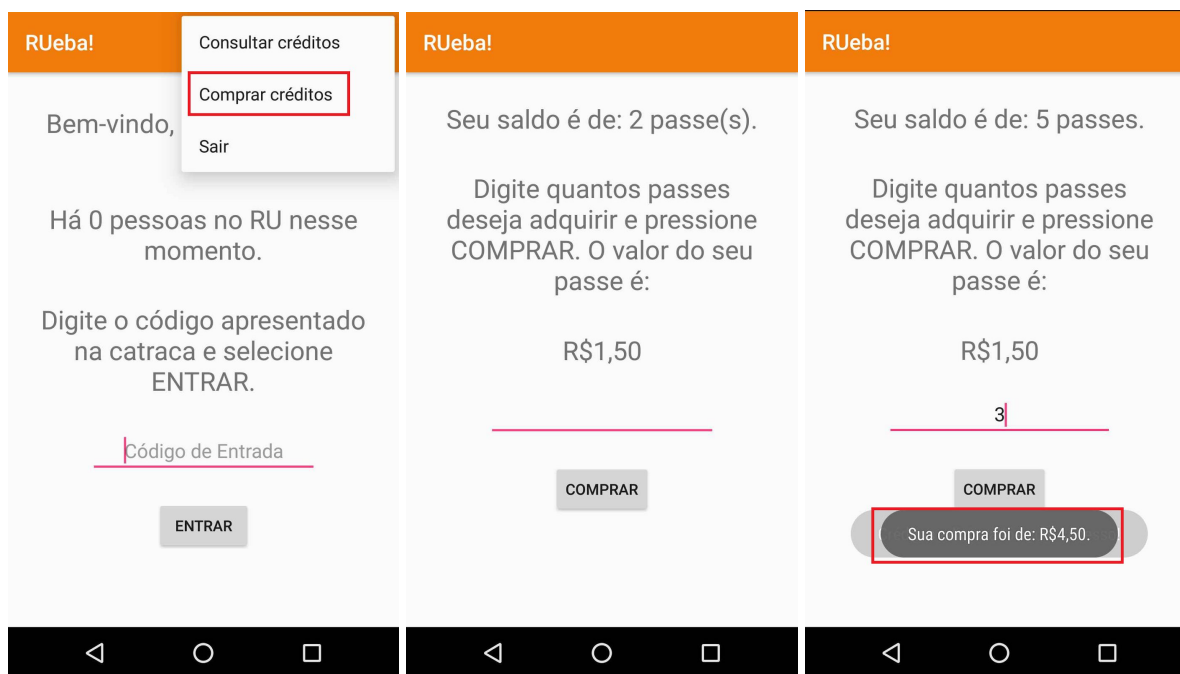 RUeba!
Consultar créditos
Comprar créditos
Sair
Bem-vindo,
Há 0 pessoas no RU nesse
momento.
Digite o código apresentado
na catraca e selecione
ENTRAR.
Código de Entrada
ENTRAR
RUeba!
Seu saldo é de: 2 passe(s).
Digite quantos passes
deseja adquirir e pressione
COMPRAR. O valor do seu
passe é:
R$1,50
COMPRAR
RUeba!
Seu saldo é de: 5 passes.
Digite quantos passes
deseja adquirir e pressione
COMPRAR. O valor do seu
passe é:
R$1,50
3
COMPRAR
Sua compra foi de: R$4,50.